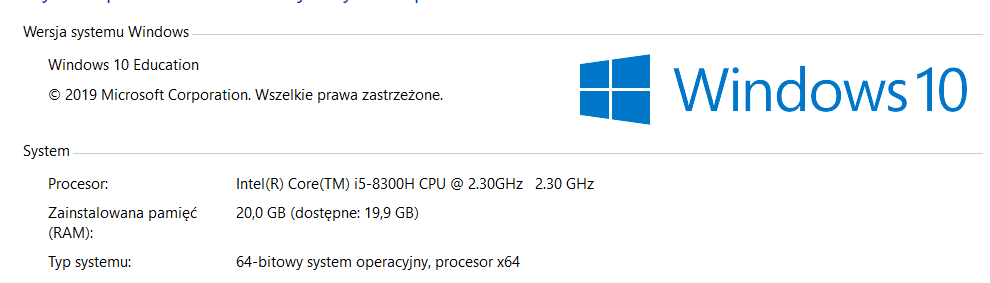 Wersja systemu Windows
Windows 10 Education
© 2019 Microsoft Corporation. Wszelkie prawa zastrzeżone.
Windows 10
System
Procesor: Intel(R) Core(TM) i5-8300H CPU @ 2.30GHz 2.30 GHz
Zainstalowana pamięć (RAM): 20,0 GB (dostępne: 19,9 GB)
Typ systemu: 64-bitowy system operacyjny, procesor x64